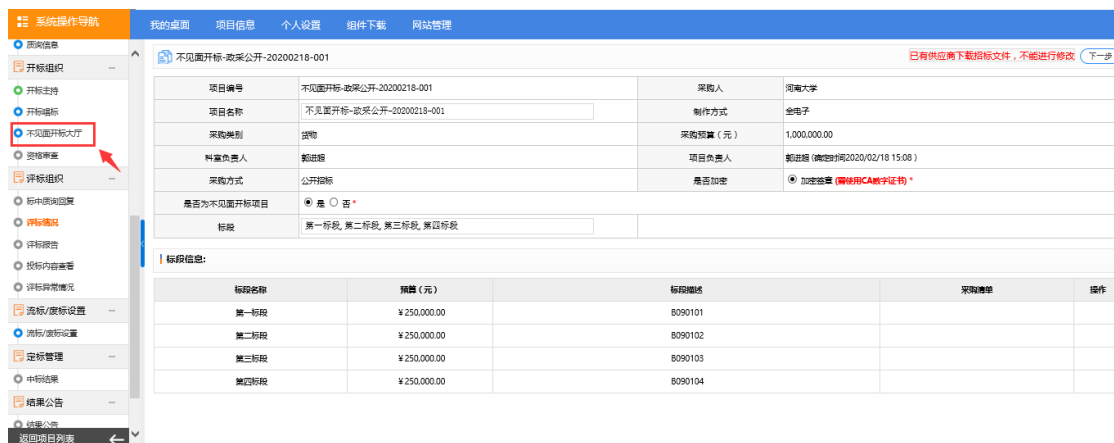 系统操作导航
我的桌面 项目信息 个人设置 组件下载 网站管理
质询信息
开标组织
开标主持
开标唱标
不见面开标大厅
资格审查
评标组织
标中质询回复
评标情况
评标报告
投标内容查看
评标异常情况
流标/废标设置
流标/废标设置
定标管理
中标结果
结果公告
结果公告
返回项目列表
不见面开标-政采公开-20200218-001 已有供应商下载招标文件，不能进行修改 下一步
项目编号 不见面开标-政采公开-20200218-001 采购人 河南大学
项目名称 不见面开标-政采公开-20200218-001 制作方式 全电子
采购类别 货物 采购预算（元） 1,000,000.00
科室负责人 郭进超 项目负责人 郭进超 (确定时间2020/02/18 15:08 )
采购方式 公开招标 是否加密 加密签章 (需使用CA数字证书) *
是否为不见面开标项目 是 否 *
标段 第一标段, 第二标段, 第三标段, 第四标段
标段信息:
标段名称 预算（元） 标段描述 采购清单 操作
第一标段 ￥250,000.00 B090101
第二标段 ￥250,000.00 B090102
第三标段 ￥250,000.00 B090103
第四标段 ￥250,000.00 B090104